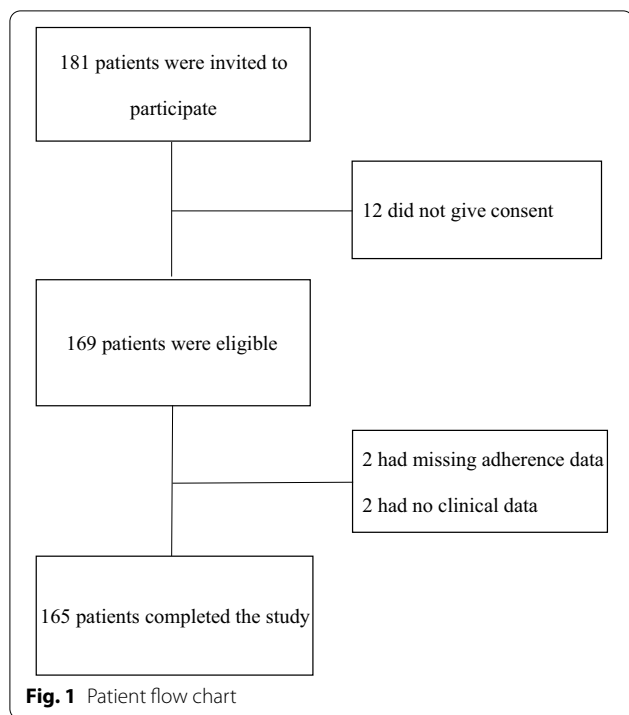 181 patients were invited to
participate
12 did not give consent
169 patients were eligible
2 had missing adherence data
2 had no clinical data
165 patients completed the study
Fig. 1 Patient flow chart